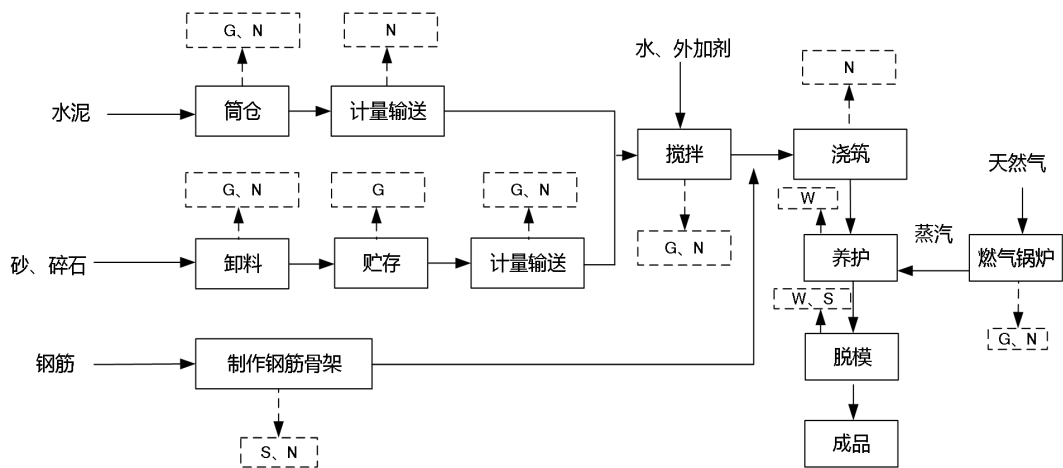 G、N
N
水、外加剂
N
水泥
筒仓
计量输送
搅拌
浇筑
天然气
G、N
G
G、N
W
G、N
蒸汽
砂、碎石
卸料
贮存
计量输送
养护
燃气锅炉
W、S
G、N
钢筋
制作钢筋骨架
脱模
S、N
成品